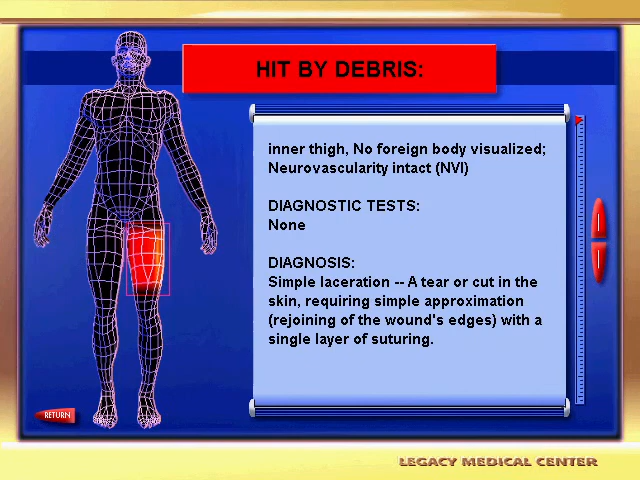 HIT BY DEBRIS:
inner thigh, No foreign body visualized;
Neurovascularity intact (NVI)
DIAGNOSTIC TESTS:
None
DIAGNOSIS:
Simple laceration -- A tear or cut in the
skin, requiring simple approximation
(rejoining of the wound's edges) with a
single layer of suturing.
RETURN
LEGACY MEDICAL CENTER